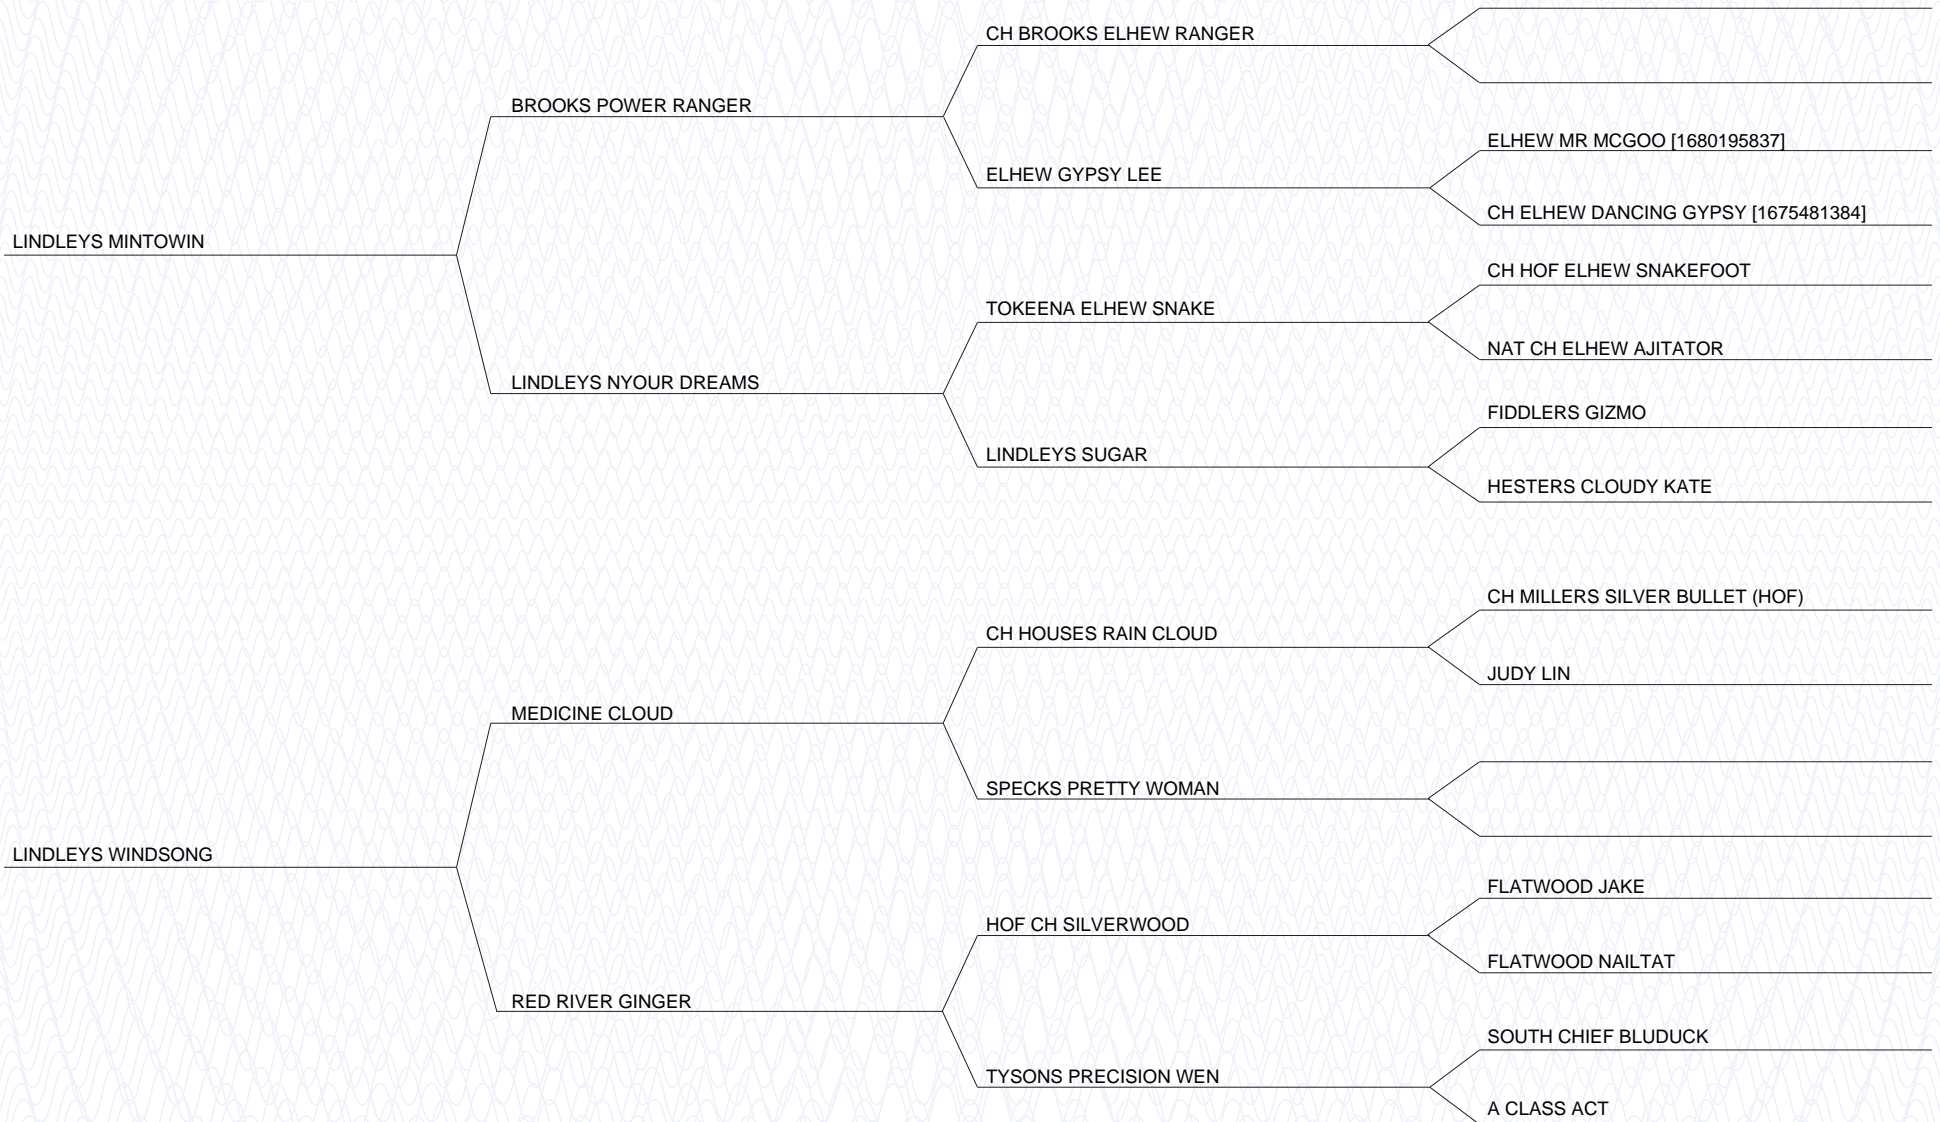 CH BROOKS ELHEW RANGER
BROOKS POWER RANGER
ELHEW MR MCGOO [1680195837]
ELHEW GYPSY LEE
CH ELHEW DANCING GYPSY [1675481384]
LINDLEYS MINTOWIN
CH HOF ELHEW SNAKEFOOT
TOKEENA ELHEW SNAKE
NAT CH ELHEW AJITATOR
LINDLEYS NYOUR DREAMS
FIDDLERS GIZMO
LINDLEYS SUGAR
HESTERS CLOUDY KATE
CH MILLERS SILVER BULLET (HOF)
CH HOUSES RAIN CLOUD
JUDY LIN
MEDICINE CLOUD
SPECKS PRETTY WOMAN
LINDLEYS WINDSONG
FLATWOOD JAKE
HOF CH SILVERWOOD
FLATWOOD NAILTAT
RED RIVER GINGER
SOUTH CHIEF BLUDUCK
TYSONS PRECISION WEN
A CLASS ACT